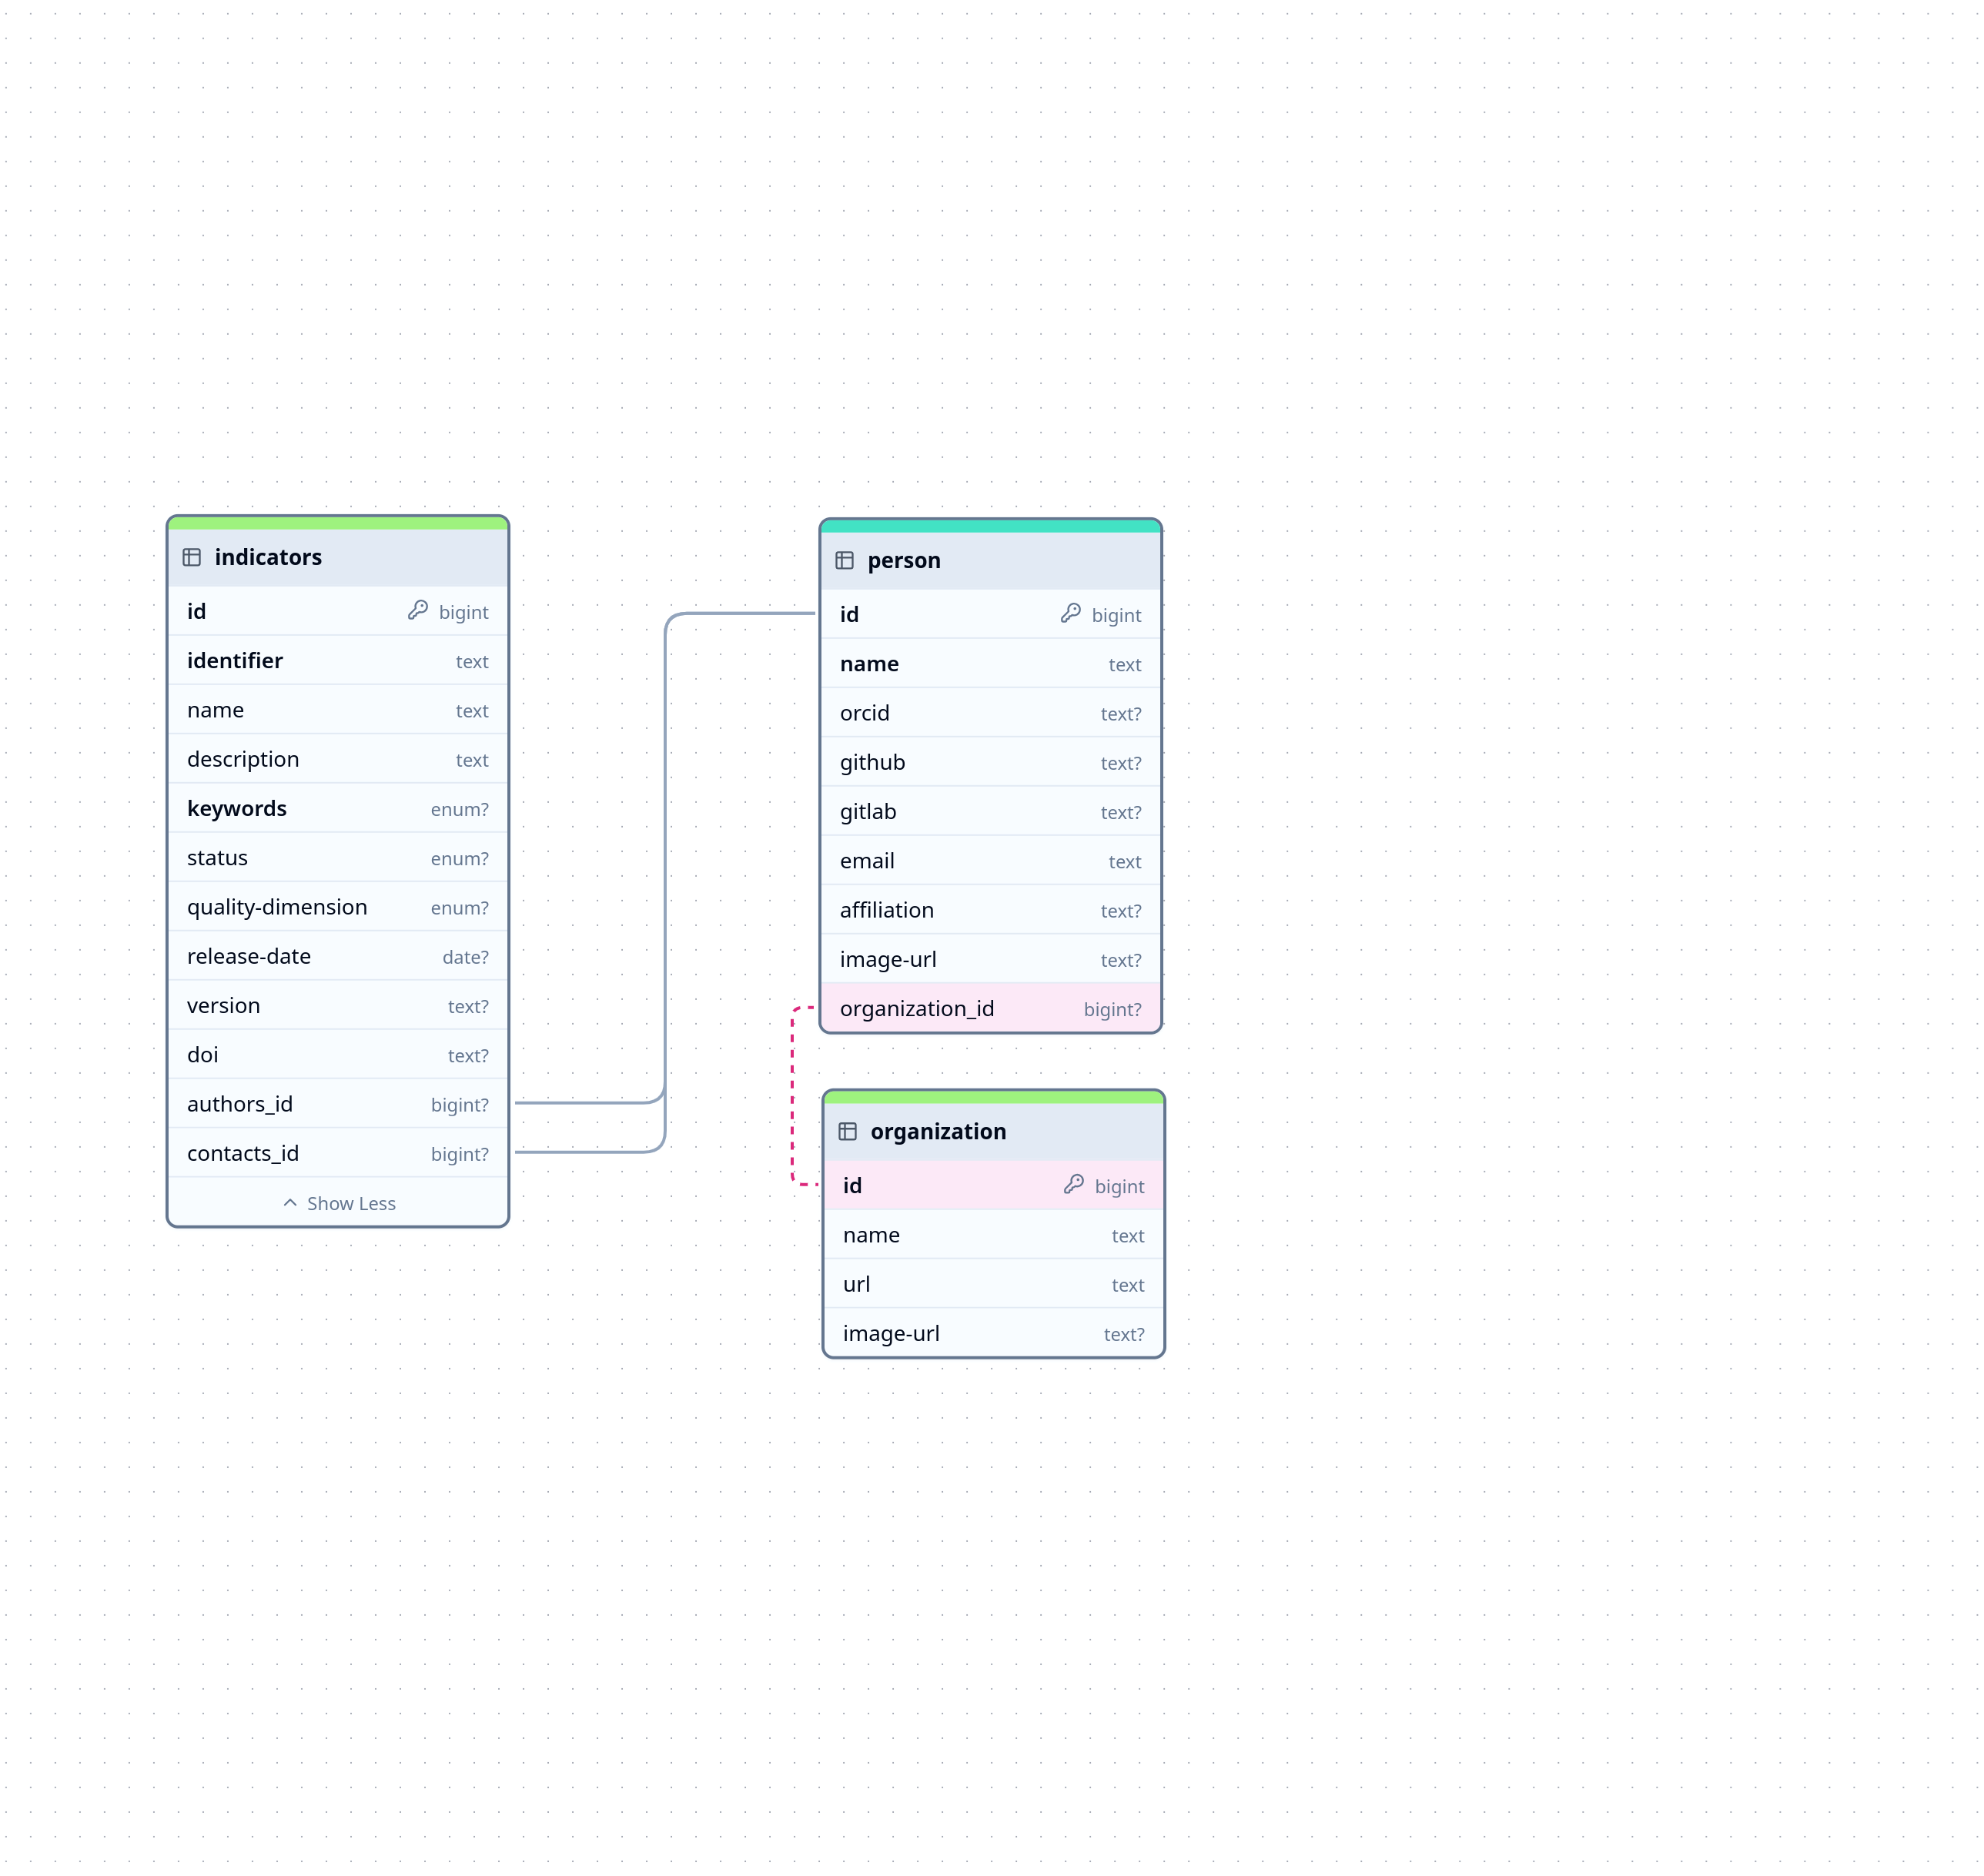 indicators
id bigint
identifier text
name text
description text
keywords enum?
status enum?
quality-dimension enum?
release-date date?
version text?
doi text?
authors_id bigint?
contacts_id bigint?
Show Less
person
id bigint
name text
orcid text?
github text?
gitlab text?
email text
affiliation text?
image-url text?
organization_id bigint?
organization
id bigint
name text
url text
image-url text?